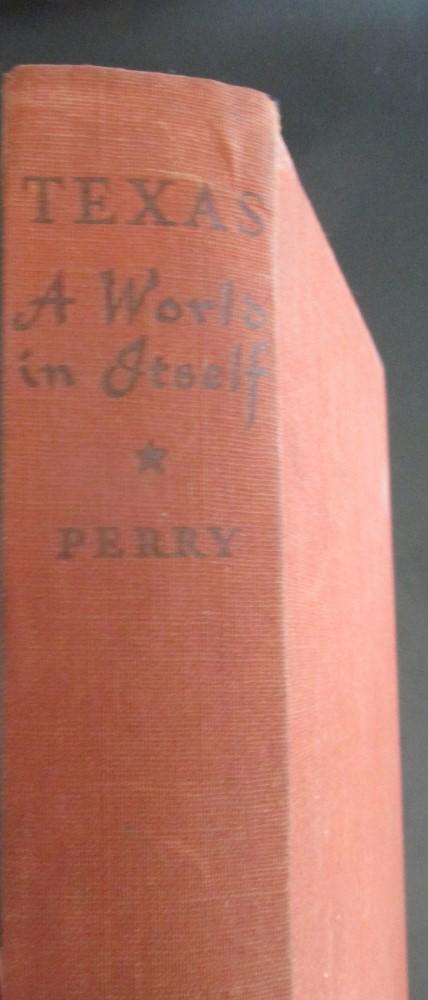 TEXAS
A World
in Itself
PERRY